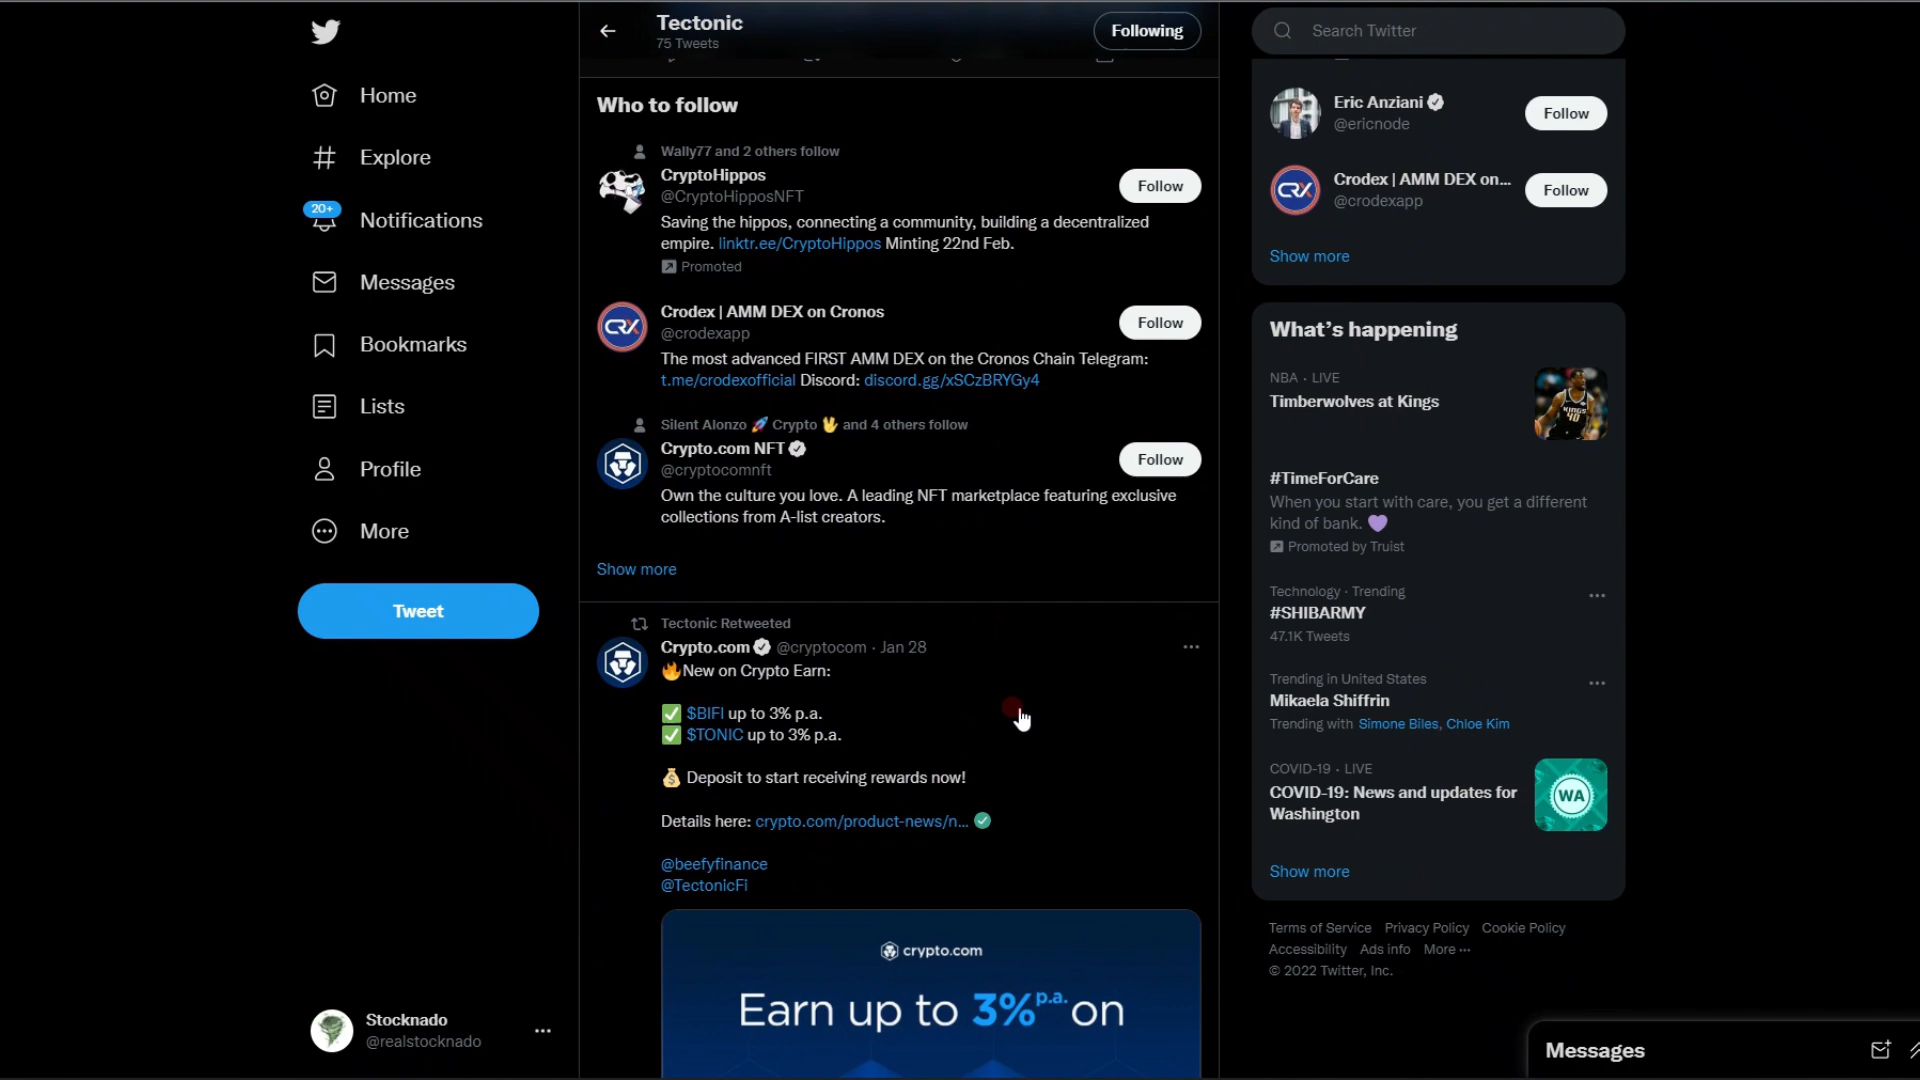 Home
Explore
20+
Notifications
Messages
Bookmarks
Lists
Profile
More
Tweet
Stocknado
@realstocknado
Tectonic
75 Tweets
Following
Who to follow
Wally77 and 2 others follow
CryptoHippos
@CryptoHipposNFT
Follow
Saving the hippos, connecting a community, building a decentralized
empire. linktr.ee/CryptoHippos Minting 22nd Feb.
Promoted
CRX
Crodex | AMM DEX on Cronos
@crodexapp
Follow
The most advanced FIRST AMM DEX on the Cronos Chain Telegram:
t.me/crodexofficial Discord: discord.gg/xSCzBRYGy4
Silent Alonzo 🚀 Crypto 🖖 and 4 others follow
Crypto.com NFT
@cryptocomnft
Follow
Own the culture you love. A leading NFT marketplace featuring exclusive
collections from A-list creators.
Show more
Tectonic Retweeted
Crypto.com @cryptocom · Jan 28
🔥New on Crypto Earn:
✅ $BIFI up to 3% p.a.
✅ $TONIC up to 3% p.a.
💰 Deposit to start receiving rewards now!
Details here: crypto.com/product-news/n...
@beefyfinance
@TectonicFi
crypto.com
Earn up to 3% p.a. on
Search Twitter
Eric Anziani
@ericnode
Follow
CRX
Crodex | AMM DEX on...
@crodexapp
Follow
Show more
What's happening
NBA · LIVE
Timberwolves at Kings
KINGS
40
#TimeForCare
When you start with care, you get a different
kind of bank. 💜
Promoted by Truist
Technology · Trending
#SHIBARMY
47.1K Tweets
Trending in United States
Mikaela Shiffrin
Trending with Simone Biles, Chloe Kim
COVID-19 · LIVE
COVID-19: News and updates for
Washington
WA
Show more
Terms of Service Privacy Policy Cookie Policy
Accessibility Ads info More ···
© 2022 Twitter, Inc.
Messages